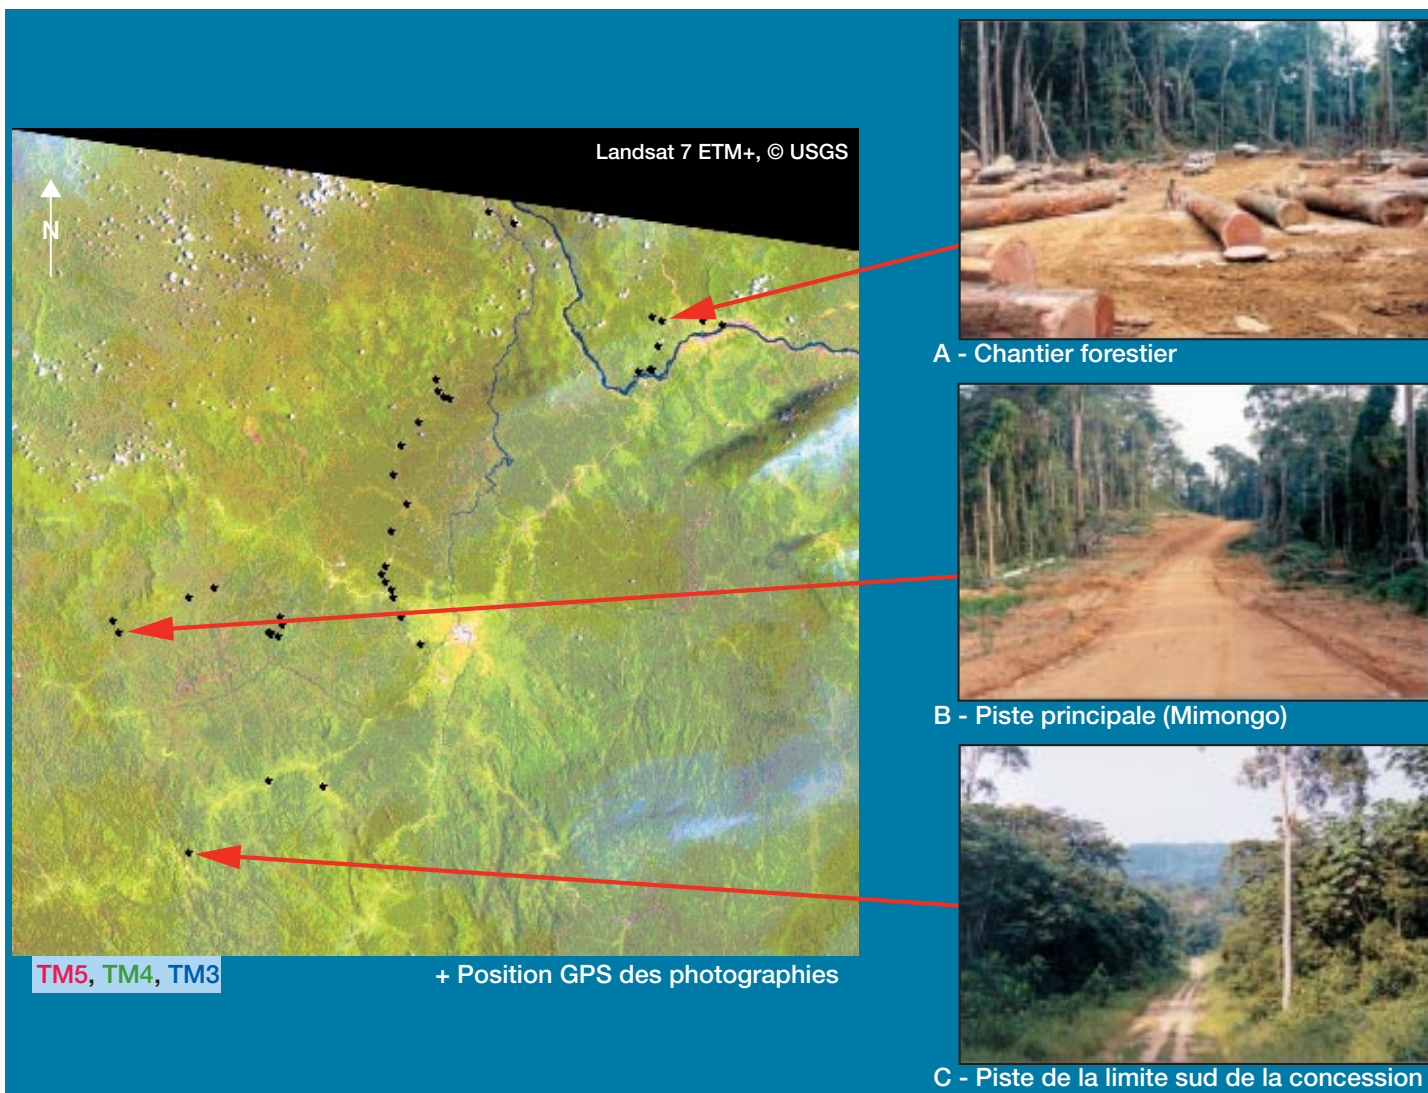 Landsat 7 ETM+, © USGS
N
A - Chantier forestier
B - Piste principale (Mimongo)
TM5, TM4, TM3
+ Position GPS des photographies
C - Piste de la limite sud de la concession